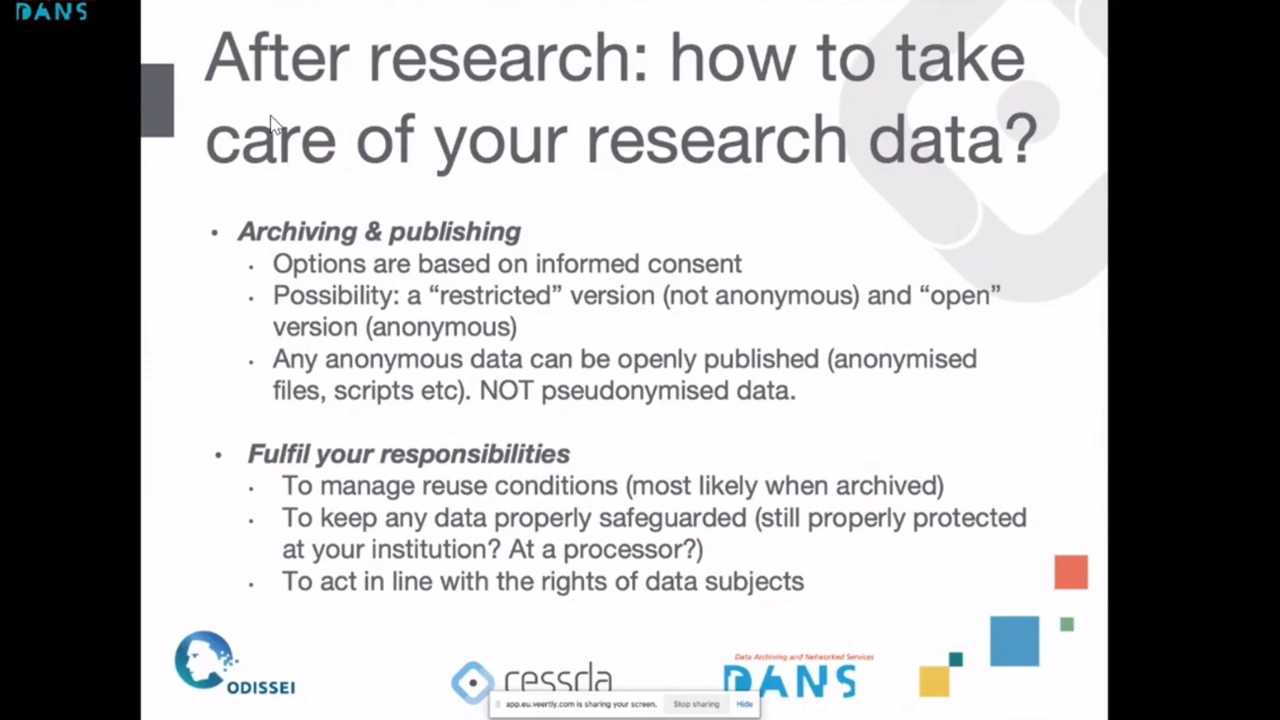 DANS
After research: how to take
care of your research data?
• Archiving & publishing
· Options are based on informed consent
· Possibility: a “restricted” version (not anonymous) and “open”
version (anonymous)
· Any anonymous data can be openly published (anonymised
files, scripts etc). NOT pseudonymised data.
• Fulfil your responsibilities
· To manage reuse conditions (most likely when archived)
· To keep any data properly safeguarded (still properly protected
at your institution? At a processor?)
· To act in line with the rights of data subjects
ODISSEI
cessda
Data Archiving and Networked Services
DANS
app.eu.veertly.com is sharing your screen. Stop sharing Hide